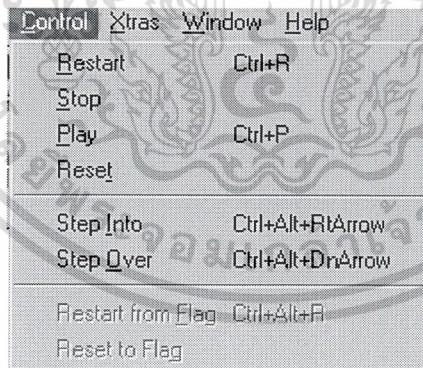 Control Xtras Window Help
Restart Ctrl+R
Stop
Play Ctrl+P
Reset
Step Into Ctrl+Alt+RtArrow
Step Over Ctrl+Alt+DnArrow
Restart from Flag Ctrl+Alt+R
Reset to Flag